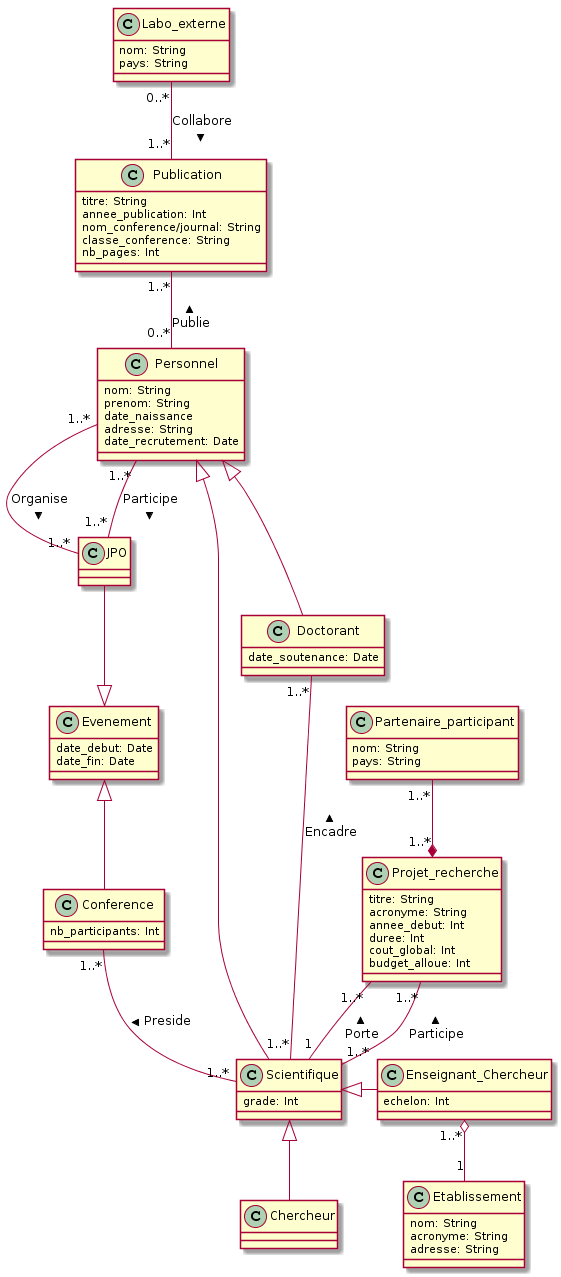 C Labo_externe
nom: String
pays: String
0..*
Collabore
▼
1..*
C Publication
titre: String
annee_publication: Int
nom_conference/journal: String
classe_conference: String
nb_pages: Int
1..*
▲
Publie
0..*
C Personnel
nom: String
prenom: String
date_naissance
adresse: String
date_recrutement: Date
1..*
1..*
Organise
▼
Participe
▼
1..*
1..*
C JPO
C Doctorant
date_soutenance: Date
1..*
C Evenement
date_debut: Date
date_fin: Date
C Partenaire_participant
nom: String
pays: String
1..*
▲
Encadre
1..*
C Projet_recherche
titre: String
acronyme: String
annee_debut: Int
duree: Int
cout_global: Int
budget_alloue: Int
C Conference
nb_participants: Int
1..*
1..*
1..*
◀ Preside
▲
Porte
▲
Participe
1..*
1..*
1
1..*
C Scientifique
grade: Int
C Enseignant_Chercheur
echelon: Int
1..*
1
C Chercheur
C Etablissement
nom: String
acronyme: String
adresse: String